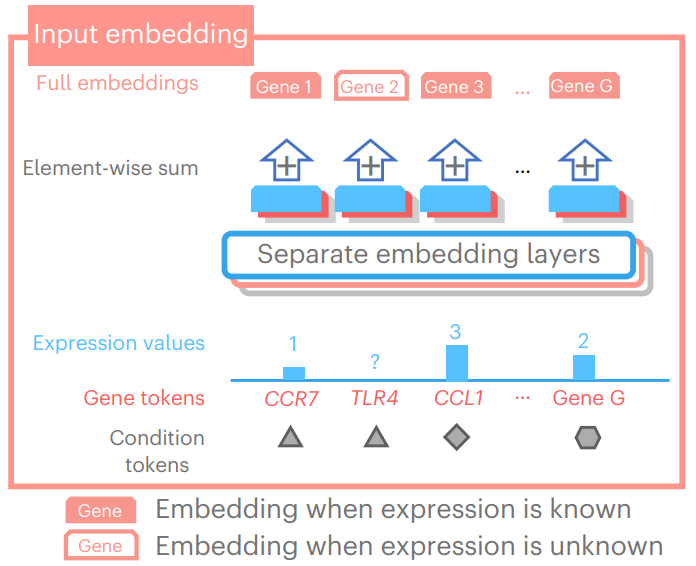 Input embedding
Full embeddings Gene 1 Gene 2 Gene 3 ... Gene G
Element-wise sum + + + ... +
Separate embedding layers
Expression values 1 ? 3 2
Gene tokens CCR7 TLR4 CCL1 ... Gene G
Condition
tokens
Gene Embedding when expression is known
Gene Embedding when expression is unknown